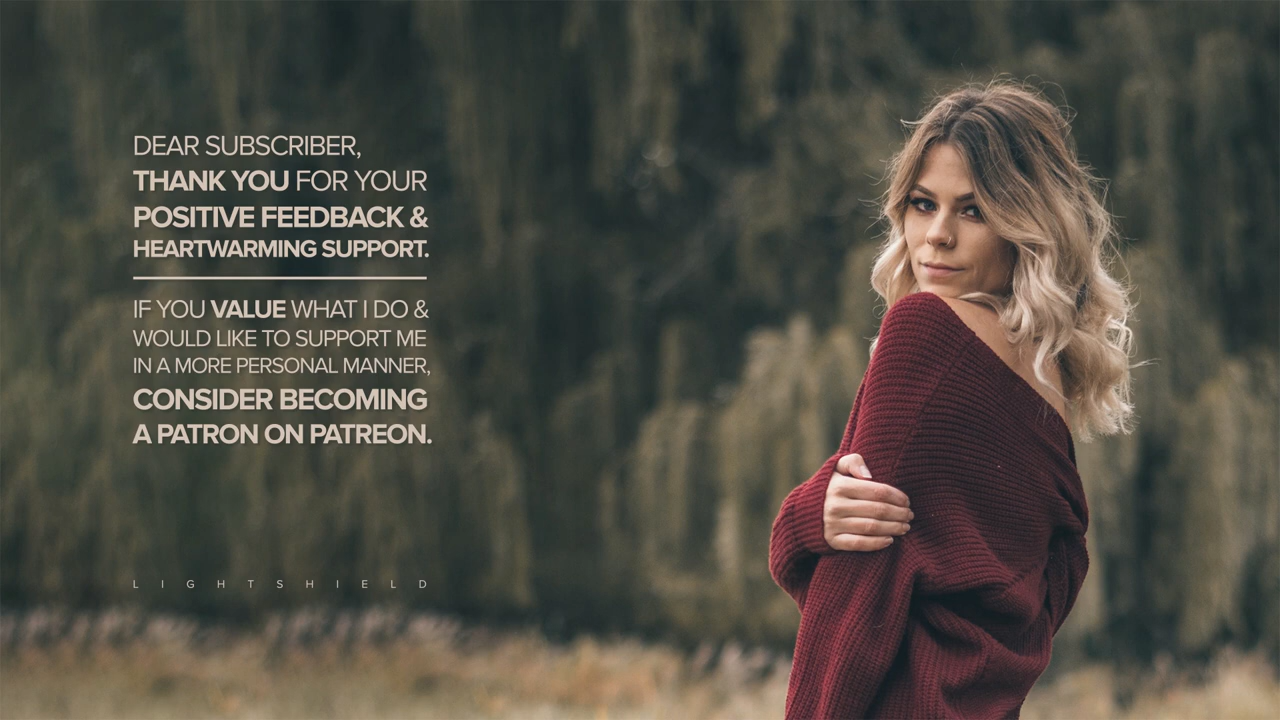 DEAR SUBSCRIBER,
THANK YOU FOR YOUR
POSITIVE FEEDBACK &
HEARTWARMING SUPPORT.
IF YOU VALUE WHAT I DO &
WOULD LIKE TO SUPPORT ME
IN A MORE PERSONAL MANNER,
CONSIDER BECOMING
A PATRON ON PATREON.
LIGHTSHIELD